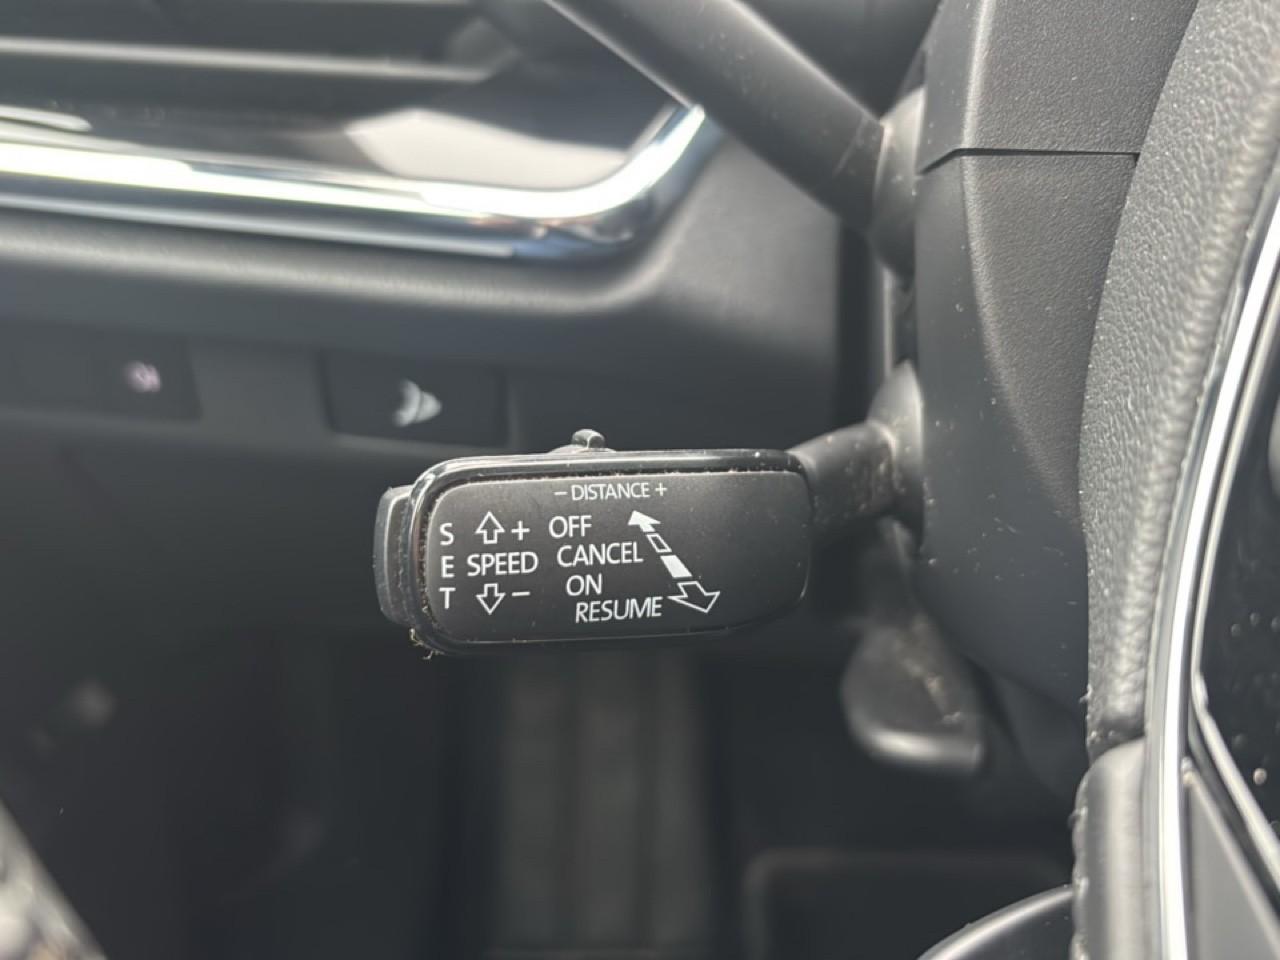 − DISTANCE +
S + OFF
E SPEED CANCEL
T − ON
RESUME